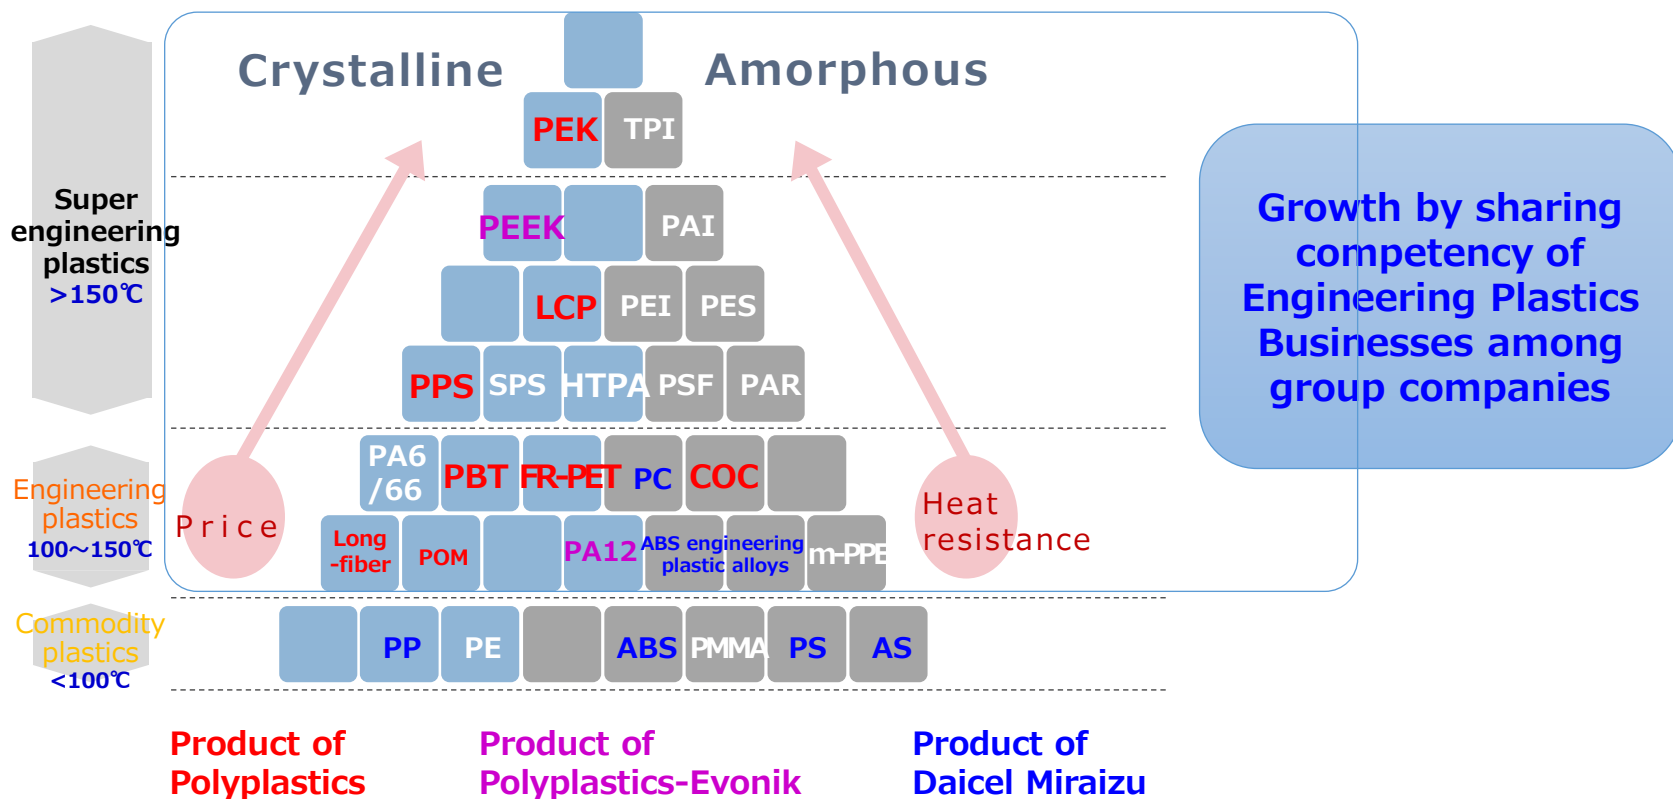 Crystalline
Amorphous
PEK TPI
Super
engineering
plastics
>150℃
PEEK PAI
LCP PEI PES
PPS SPS HTPA PSF PAR
Growth by sharing
competency of
Engineering Plastics
Businesses among
group companies
Engineering
plastics
100～150℃
Price
PA6
/66
PBT FR-PET PC COC
Long
-fiber
POM PA12
ABS engineering
plastic alloys
m-PPE
Heat
resistance
Commodity
plastics
<100℃
PP PE ABS PMMA PS AS
Product of
Polyplastics
Product of
Polyplastics-Evonik
Product of
Daicel Miraizu